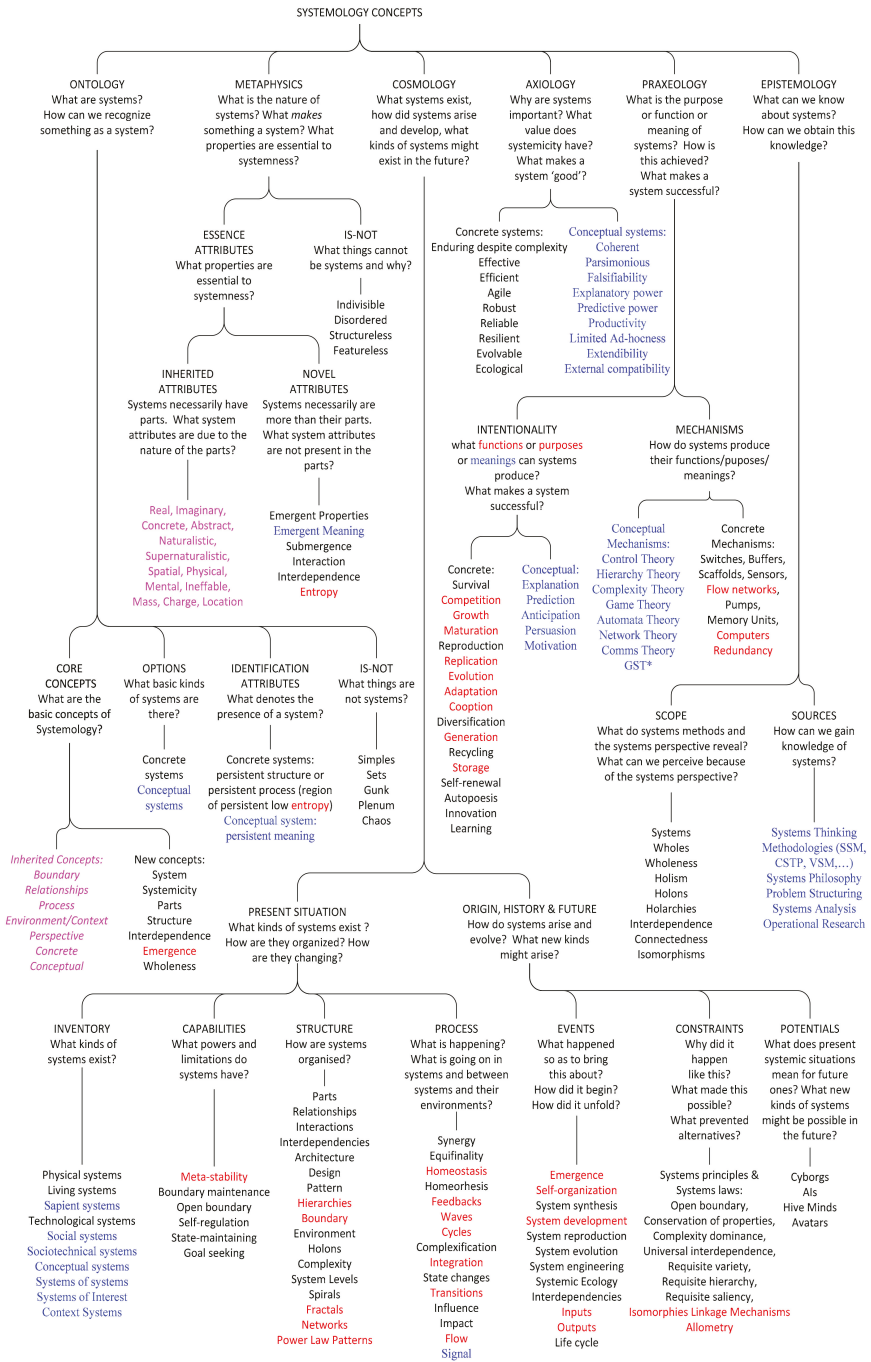 SYSTEMOLOGY CONCEPTS
ONTOLOGY
What are systems?
How can we recognize
something as a system?
METAPHYSICS
What is the nature of
systems? What makes
something a system? What
properties are essential to
systemness?
COSMOLOGY
What systems exist,
how did systems arise
and develop, what
kinds of systems might
exist in the future?
AXIOLOGY
Why are systems
important? What
value does
systemicity have?
What makes a
system ‘good’?
PRAXEOLOGY
What is the purpose
or function or
meaning of
systems? How is
this achieved?
What makes a
system successful?
EPISTEMOLOGY
What can we know
about systems?
How can we obtain this
knowledge?
ESSENCE
ATTRIBUTES
What properties are
essential to
systemness?
IS-NOT
What things cannot
be systems and why?
Indivisible
Disordered
Structureless
Featureless
Concrete systems:
Enduring despite complexity
Effective
Efficient
Agile
Robust
Reliable
Resilient
Evolvable
Ecological
Conceptual systems:
Coherent
Parsimonious
Falsifiability
Explanatory power
Predictive power
Productivity
Limited Ad-hocness
Extendibility
External compatibility
INHERITED
ATTRIBUTES
Systems necessarily have
parts. What system
attributes are due to the
nature of the parts?
Real, Imaginary,
Concrete, Abstract,
Naturalistic,
Supernaturalistic,
Spatial, Physical,
Mental, Ineffable,
Mass, Charge, Location
NOVEL
ATTRIBUTES
Systems necessarily are
more than their parts.
What system attributes
are not present in the
parts?
Emergent Properties
Emergent Meaning
Submergence
Interaction
Interdependence
Entropy
INTENTIONALITY
what functions or purposes
or meanings can systems
produce?
What makes a system
successful?
MECHANISMS
How do systems produce
their functions/puposes/
meanings?
Concrete:
Survival
Competition
Growth
Maturation
Reproduction
Replication
Evolution
Adaptation
Cooption
Diversification
Generation
Recycling
Storage
Self-renewal
Autopoesis
Innovation
Learning
Conceptual:
Explanation
Prediction
Anticipation
Persuasion
Motivation
Conceptual
Mechanisms:
Control Theory
Hierarchy Theory
Complexity Theory
Game Theory
Automata Theory
Network Theory
Comms Theory
GST*
Concrete
Mechanisms:
Switches, Buffers,
Scaffolds, Sensors,
Flow networks,
Pumps,
Memory Units,
Computers
Redundancy
CORE
CONCEPTS
What are the
basic concepts of
Systemology?
OPTIONS
What basic kinds
of systems are
there?
Concrete
systems
Conceptual
systems
IDENTIFICATION
ATTRIBUTES
What denotes the
presence of a system?
Concrete systems:
persistent structure or
persistent process (region
of persistent low entropy)
Conceptual system:
persistent meaning
IS-NOT
What things are
not systems?
Simples
Sets
Gunk
Plenum
Chaos
SCOPE
What do systems methods and
the systems perspective reveal?
What can we perceive because
of the systems perspective?
Systems
Wholes
Wholeness
Holism
Holons
Holarchies
Interdependence
Connectedness
Isomorphisms
SOURCES
How can we gain
knowledge of
systems?
Systems Thinking
Methodologies (SSM,
CSTP, VSM,…)
Systems Philosophy
Problem Structuring
Systems Analysis
Operational Research
Inherited Concepts:
Boundary
Relationships
Process
Environment/Context
Perspective
Concrete
Conceptual
New concepts:
System
Systemicity
Parts
Structure
Interdependence
Emergence
Wholeness
PRESENT SITUATION
What kinds of systems exist ?
How are they organized? How
are they changing?
ORIGIN, HISTORY & FUTURE
How do systems arise and
evolve? What new kinds
might arise?
INVENTORY
What kinds of
systems exist?
Physical systems
Living systems
Sapient systems
Technological systems
Social systems
Sociotechnical systems
Conceptual systems
Systems of systems
Systems of Interest
Context Systems
CAPABILITIES
What powers and
limitations do
systems have?
Meta-stability
Boundary maintenance
Open boundary
Self-regulation
State-maintaining
Goal seeking
STRUCTURE
How are systems
organised?
Parts
Relationships
Interactions
Interdependencies
Architecture
Design
Pattern
Hierarchies
Boundary
Environment
Holons
Complexity
System Levels
Spirals
Fractals
Networks
Power Law Patterns
PROCESS
What is happening?
What is going on in
systems and between
systems and their
environments?
Synergy
Equifinality
Homeostasis
Homeorhesis
Feedbacks
Waves
Cycles
Complexification
Integration
State changes
Transitions
Influence
Impact
Flow
Signal
EVENTS
What happened
so as to bring
this about?
How did it begin?
How did it unfold?
Emergence
Self-organization
System synthesis
System development
System reproduction
System evolution
System engineering
Systemic Ecology
Interdependencies
Inputs
Outputs
Life cycle
CONSTRAINTS
Why did it
happen
like this?
What made this
possible?
What prevented
alternatives?
Systems principles &
Systems laws:
Open boundary,
Conservation of properties,
Complexity dominance,
Universal interdependence,
Requisite variety,
Requisite hierarchy,
Requisite saliency,
Isomorphies Linkage Mechanisms
Allometry
POTENTIALS
What does present
systemic situations
mean for future
ones? What new
kinds of systems
might be possible in
the future?
Cyborgs
AIs
Hive Minds
Avatars